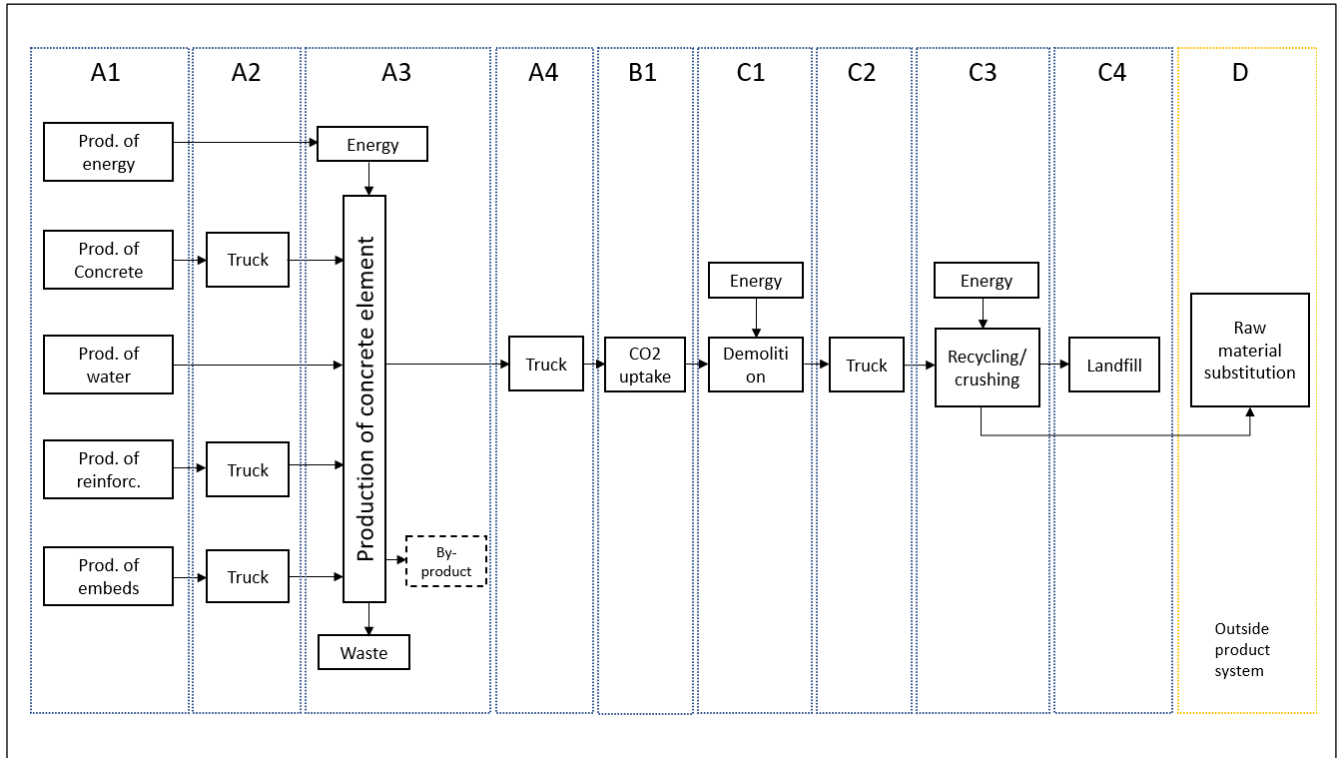 A1
A2
A3
A4
B1
C1
C2
C3
C4
D
Prod. of
energy
Energy
Prod. of
Concrete
Truck
Production of concrete element
Energy
Energy
Prod. of
water
Truck
CO2
uptake
Demoliti
on
Truck
Recycling/
crushing
Landfill
Raw
material
substitution
Prod. of
reinforc.
Truck
By-
product
Prod. of
embeds
Truck
Waste
Outside
product
system